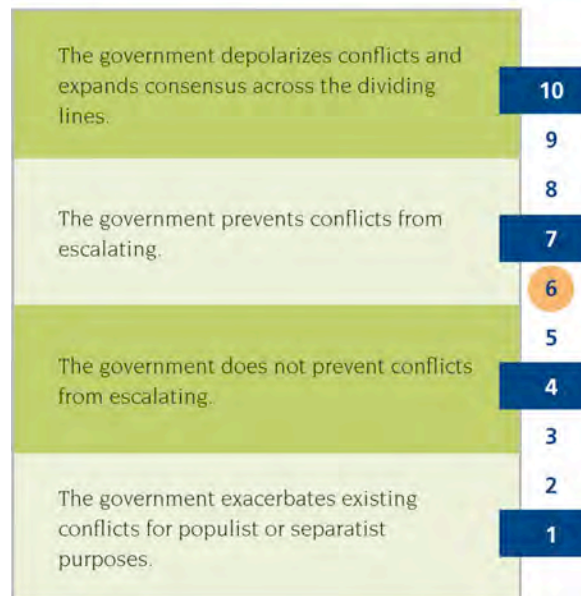 The government depolarizes conflicts and
expands consensus across the dividing
lines.
10
9
8
The government prevents conflicts from
escalating.
7
6
5
The government does not prevent conflicts
from escalating.
4
3
2
The government exacerbates existing
conflicts for populist or separatist
purposes.
1